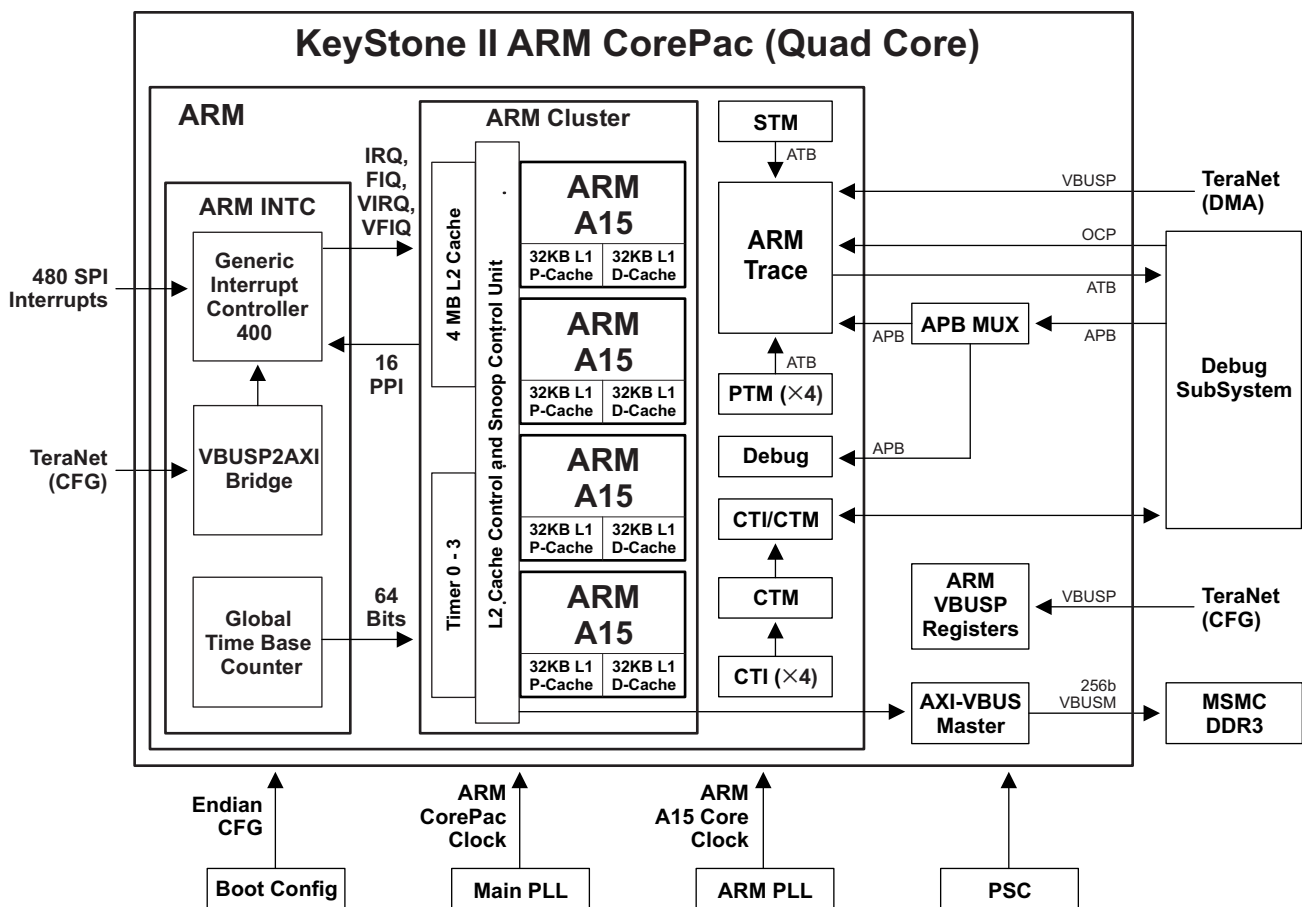 KeyStone II ARM CorePac (Quad Core)
ARM
ARM INTC
Generic
Interrupt
Controller
400
VBUSP2AXI
Bridge
Global
Time Base
Counter
480 SPI
Interrupts
TeraNet
(CFG)
IRQ,
FIQ,
VIRQ,
VFIQ
16
PPI
64
Bits
ARM Cluster
4 MB L2 Cache
Timer 0 - 3
L2 Cache Control and Snoop Control Unit
ARM
A15
32KB L1
P-Cache
32KB L1
D-Cache
ARM
A15
32KB L1
P-Cache
32KB L1
D-Cache
ARM
A15
32KB L1
P-Cache
32KB L1
D-Cache
ARM
A15
32KB L1
P-Cache
32KB L1
D-Cache
STM
ATB
ARM
Trace
ATB
PTM (×4)
Debug
CTI/CTM
CTM
CTI (×4)
VBUSP
TeraNet
(DMA)
OCP
ATB
APB
APB MUX
APB
APB
Debug
SubSystem
ARM
VBUSP
Registers
VBUSP
TeraNet
(CFG)
AXI-VBUS
Master
256b
VBUSM
MSMC
DDR3
Endian
CFG
Boot Config
ARM
CorePac
Clock
Main PLL
ARM
A15 Core
Clock
ARM PLL
PSC